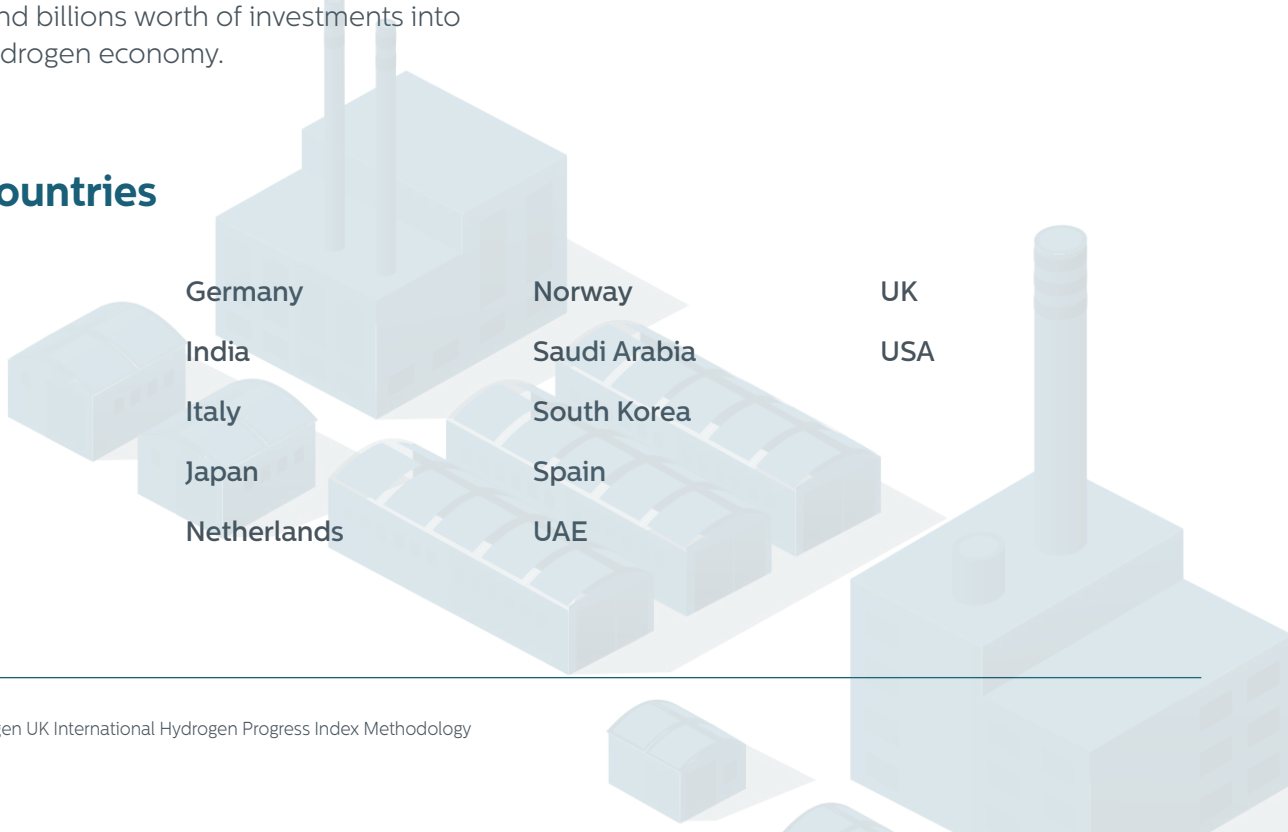 nd billions worth of investments into
drogen economy.
ountries
Germany
India
Italy
Japan
Netherlands
Norway
Saudi Arabia
South Korea
Spain
UAE
UK
USA
gen UK International Hydrogen Progress Index Methodology